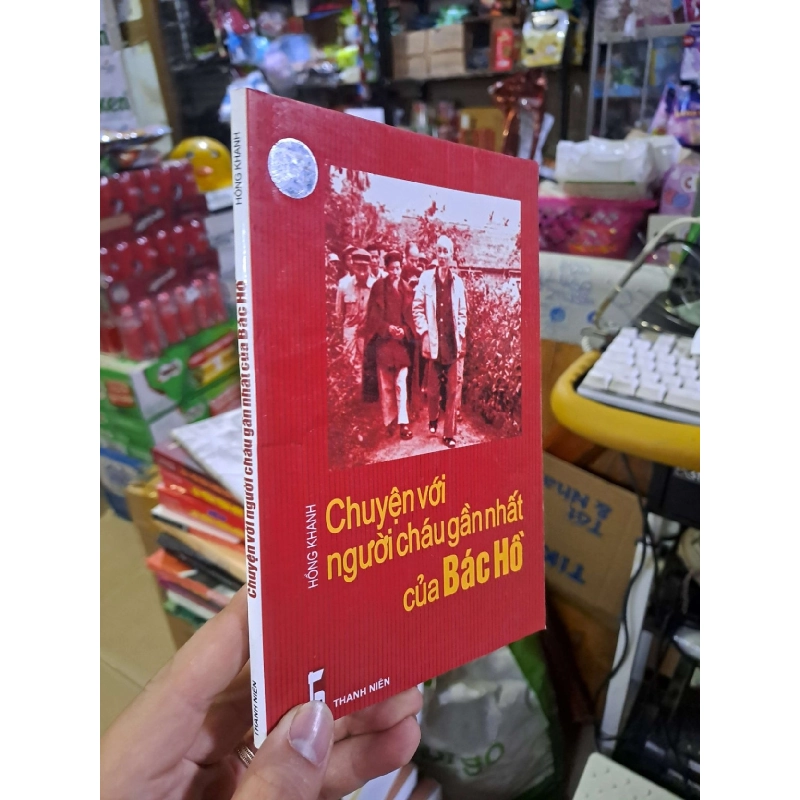 HỒNG KHANH
Chuyện với người cháu gần nhất của Bác Hồ
THANH NIÊN
HỒNG KHANH
Chuyện với
người cháu gần nhất
của Bác Hồ
THANH NIÊN